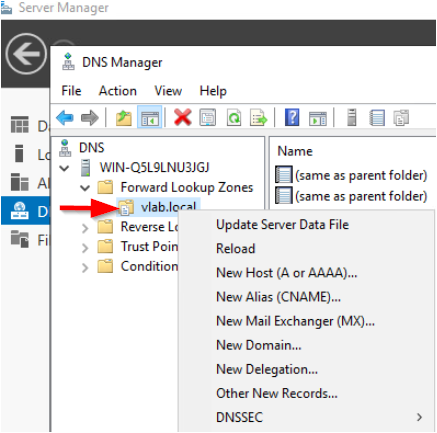 Server Manager
DNS Manager
File Action View Help
DNS
WIN-Q5L9LNU3JGJ
Forward Lookup Zones
vlab.local
Reverse Lo
Trust Poin
Condition
Name
(same as parent folder)
(same as parent folder)
Update Server Data File
Reload
New Host (A or AAAA)...
New Alias (CNAME)...
New Mail Exchanger (MX)...
New Domain...
New Delegation...
Other New Records...
DNSSEC
D
Lo
Al
D
Fi